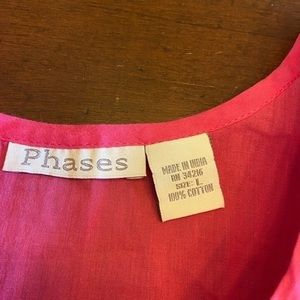 Phases
MADE IN INDIA
RN 34216
SIZE: L
100% COTTON